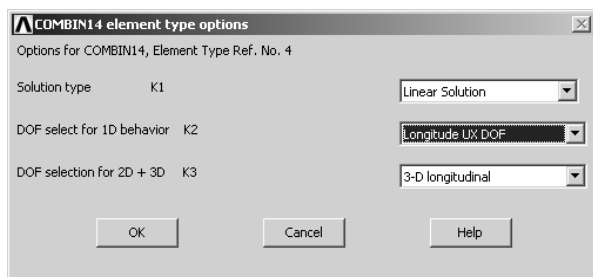 COMBIN14 element type options
Options for COMBIN14, Element Type Ref. No. 4
Solution type K1 Linear Solution
DOF select for 1D behavior K2 Longitude UX DOF
DOF selection for 2D + 3D K3 3-D longitudinal
OK Cancel Help